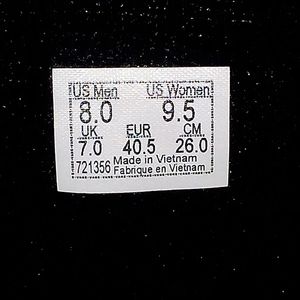 US Men US Women
8.0 9.5
UK EUR CM
7.0 40.5 26.0
721356 Made in Vietnam
Fabrique en Vietnam